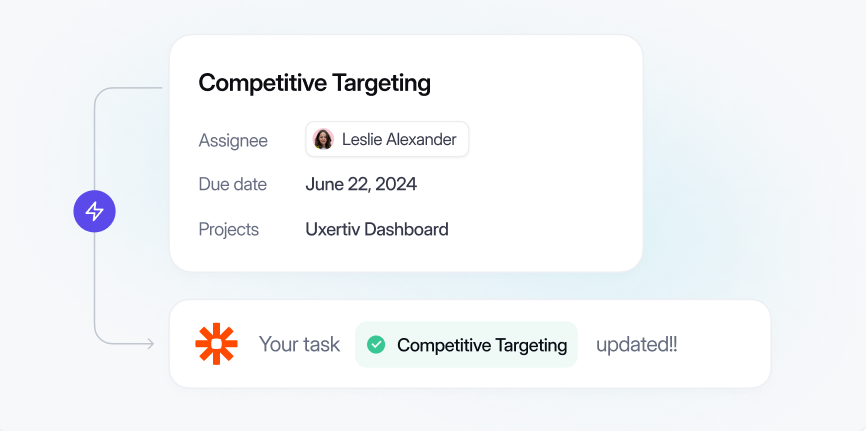 Competitive Targeting
Assignee Leslie Alexander
Due date June 22, 2024
Projects Uxertiv Dashboard
Your task Competitive Targeting updated!!